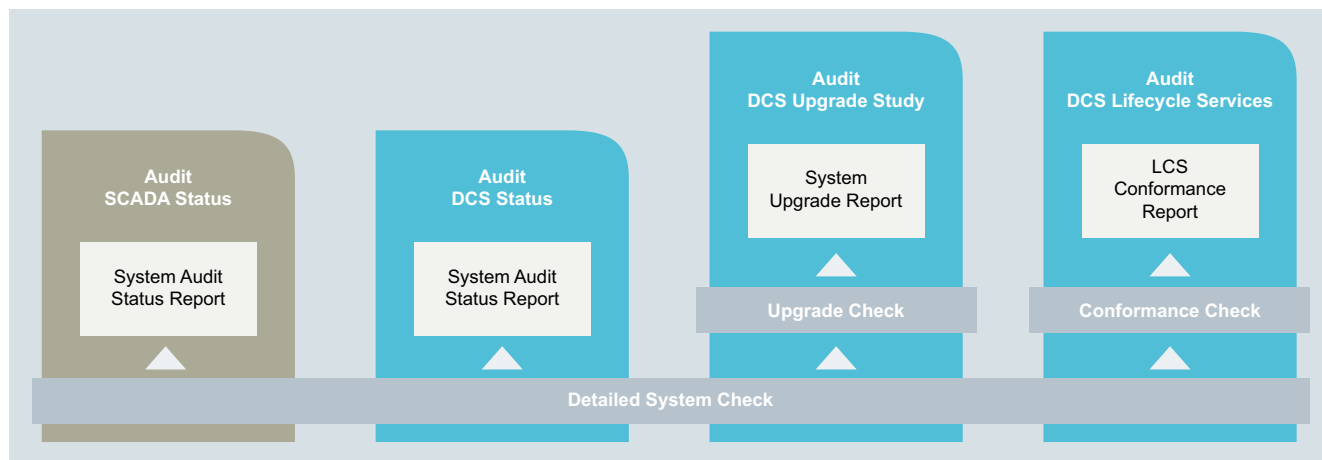 Audit
SCADA Status
System Audit
Status Report
Audit
DCS Status
System Audit
Status Report
Audit
DCS Upgrade Study
System
Upgrade Report
Upgrade Check
Audit
DCS Lifecycle Services
LCS
Conformance
Report
Conformance Check
Detailed System Check